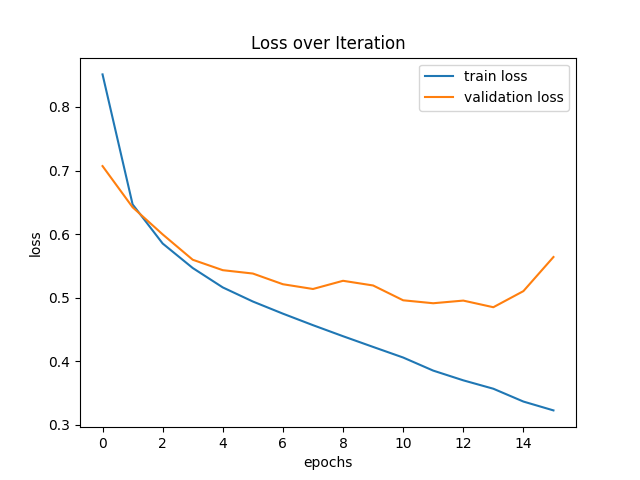 Loss over Iteration
train loss
validation loss
loss
0.8
0.7
0.6
0.5
0.4
0.3
0 2 4 6 8 10 12 14
epochs